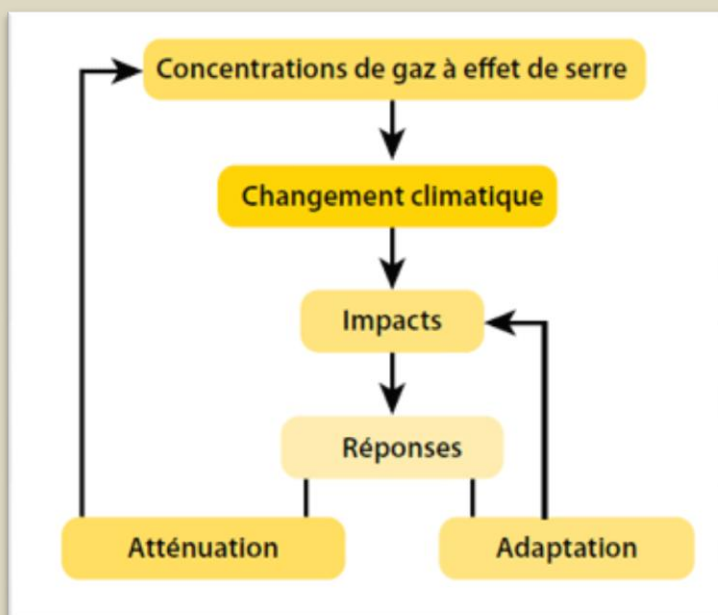 Concentrations de gaz à effet de serre
Changement climatique
Impacts
Réponses
Atténuation
Adaptation